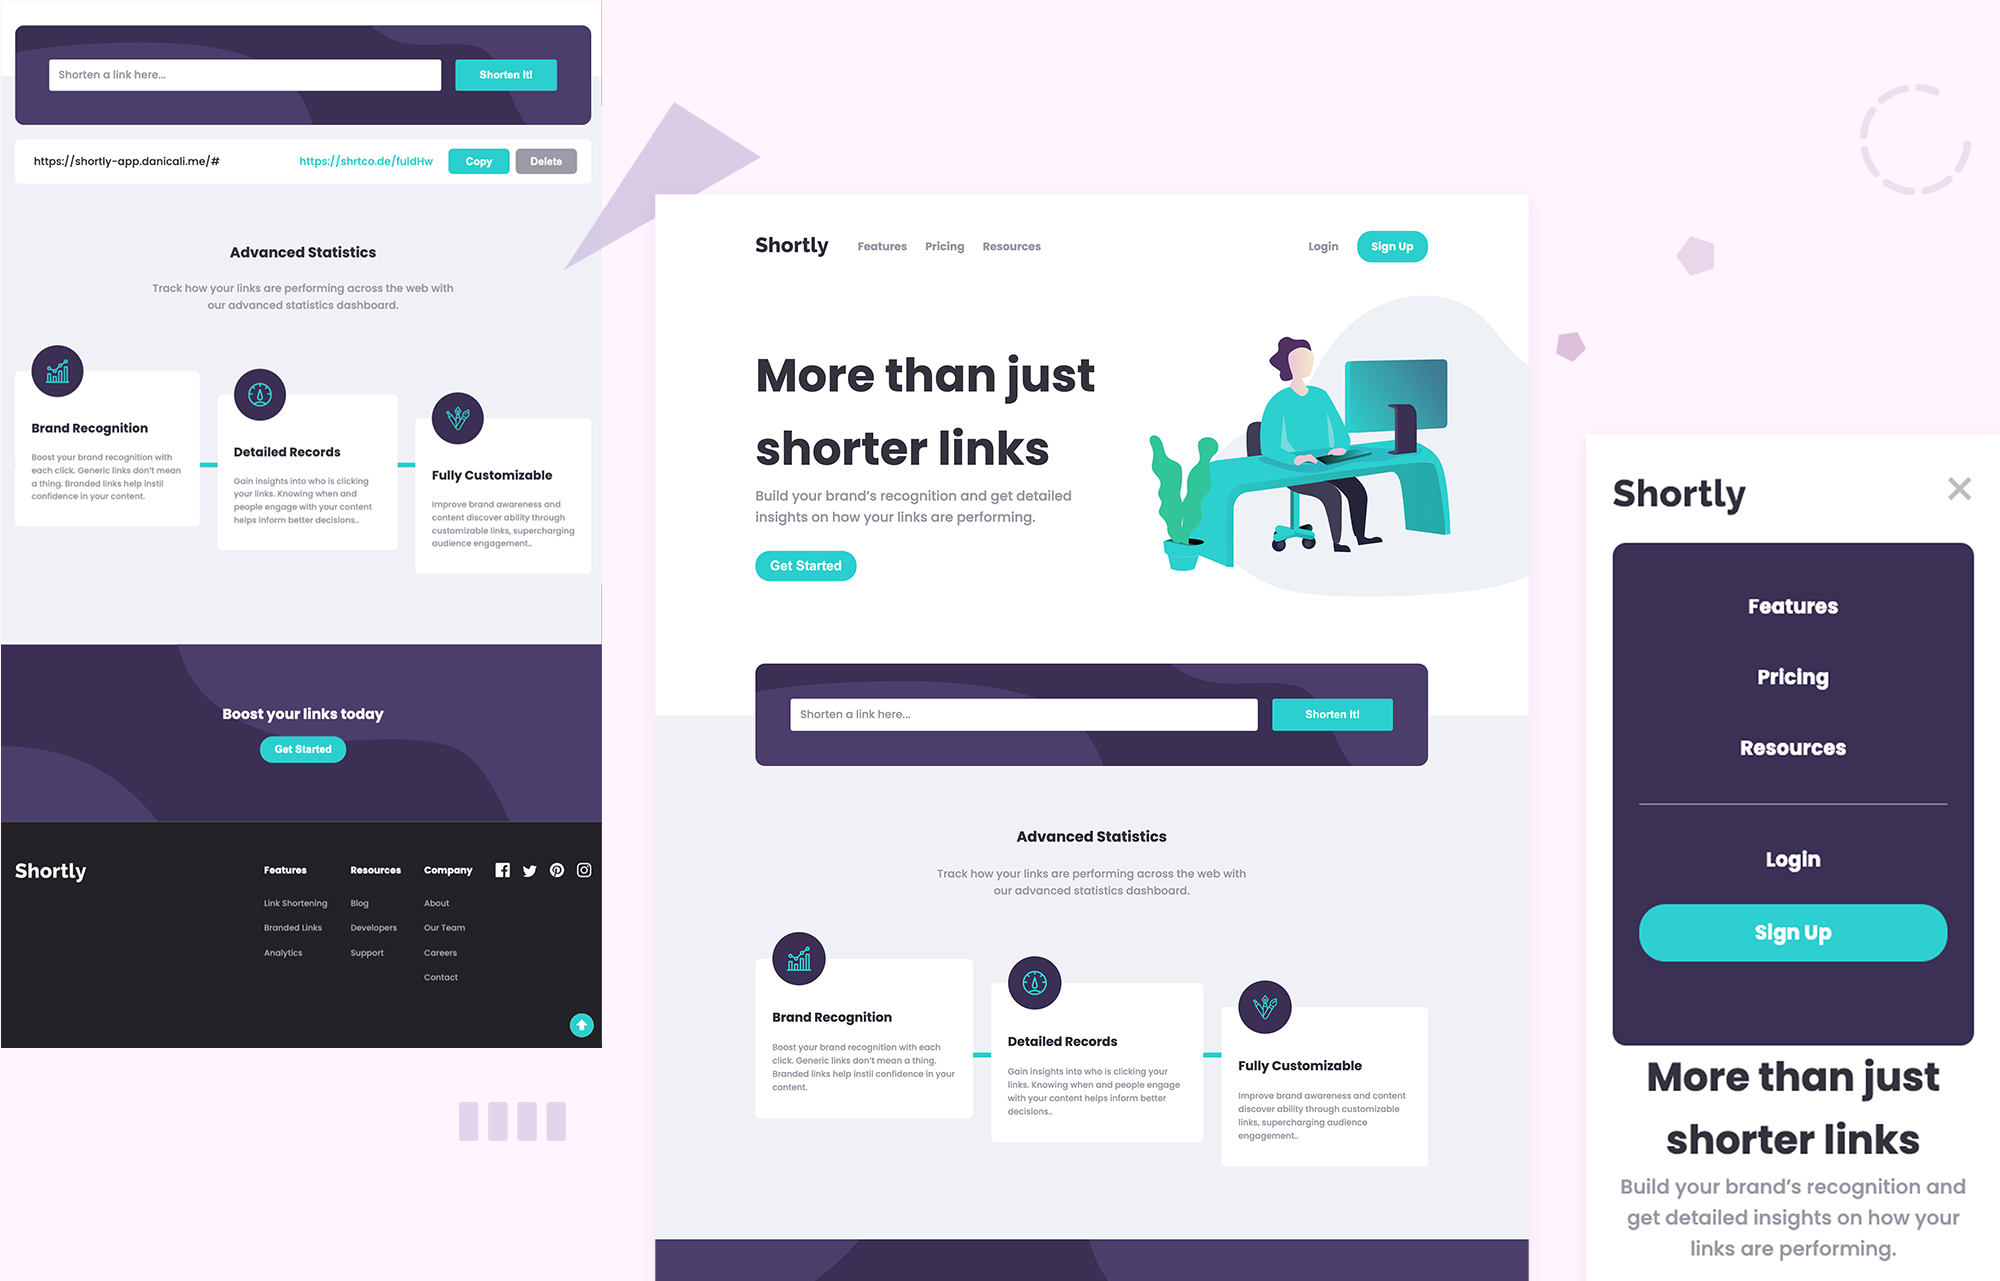 Shorten a link here...
Shorten It!
https://shortly-app.danicali.me/#
https://shrtco.de/fuldHw
Copy
Delete
Advanced Statistics
Track how your links are performing across the web with
our advanced statistics dashboard.
Brand Recognition
Boost your brand recognition with
each click. Generic links don't mean
a thing. Branded links help instil
confidence in your content.
Detailed Records
Gain insights into who is clicking
your links. Knowing when and
people engage with your content
helps inform better decisions..
Fully Customizable
Improve brand awareness and
content discover ability through
customizable links, supercharging
audience engagement..
Boost your links today
Get Started
Shortly
Features
Link Shortening
Branded Links
Analytics
Resources
Blog
Developers
Support
Company
About
Our Team
Careers
Contact
Shortly
Features
Pricing
Resources
Login
Sign Up
More than just
shorter links
Build your brand's recognition and get detailed
insights on how your links are performing.
Get Started
Shorten a link here...
Shorten It!
Advanced Statistics
Track how your links are performing across the web with
our advanced statistics dashboard.
Brand Recognition
Boost your brand recognition with each
click. Generic links don't mean a thing.
Branded links help instil confidence in your
content.
Detailed Records
Gain insights into who is clicking your
links. Knowing when and people engage
with your content helps inform better
decisions..
Fully Customizable
Improve brand awareness and content
discover ability through customizable
links, supercharging audience
engagement..
Shortly
Features
Pricing
Resources
Login
Sign Up
More than just
shorter links
Build your brand's recognition and
get detailed insights on how your
links are performing.